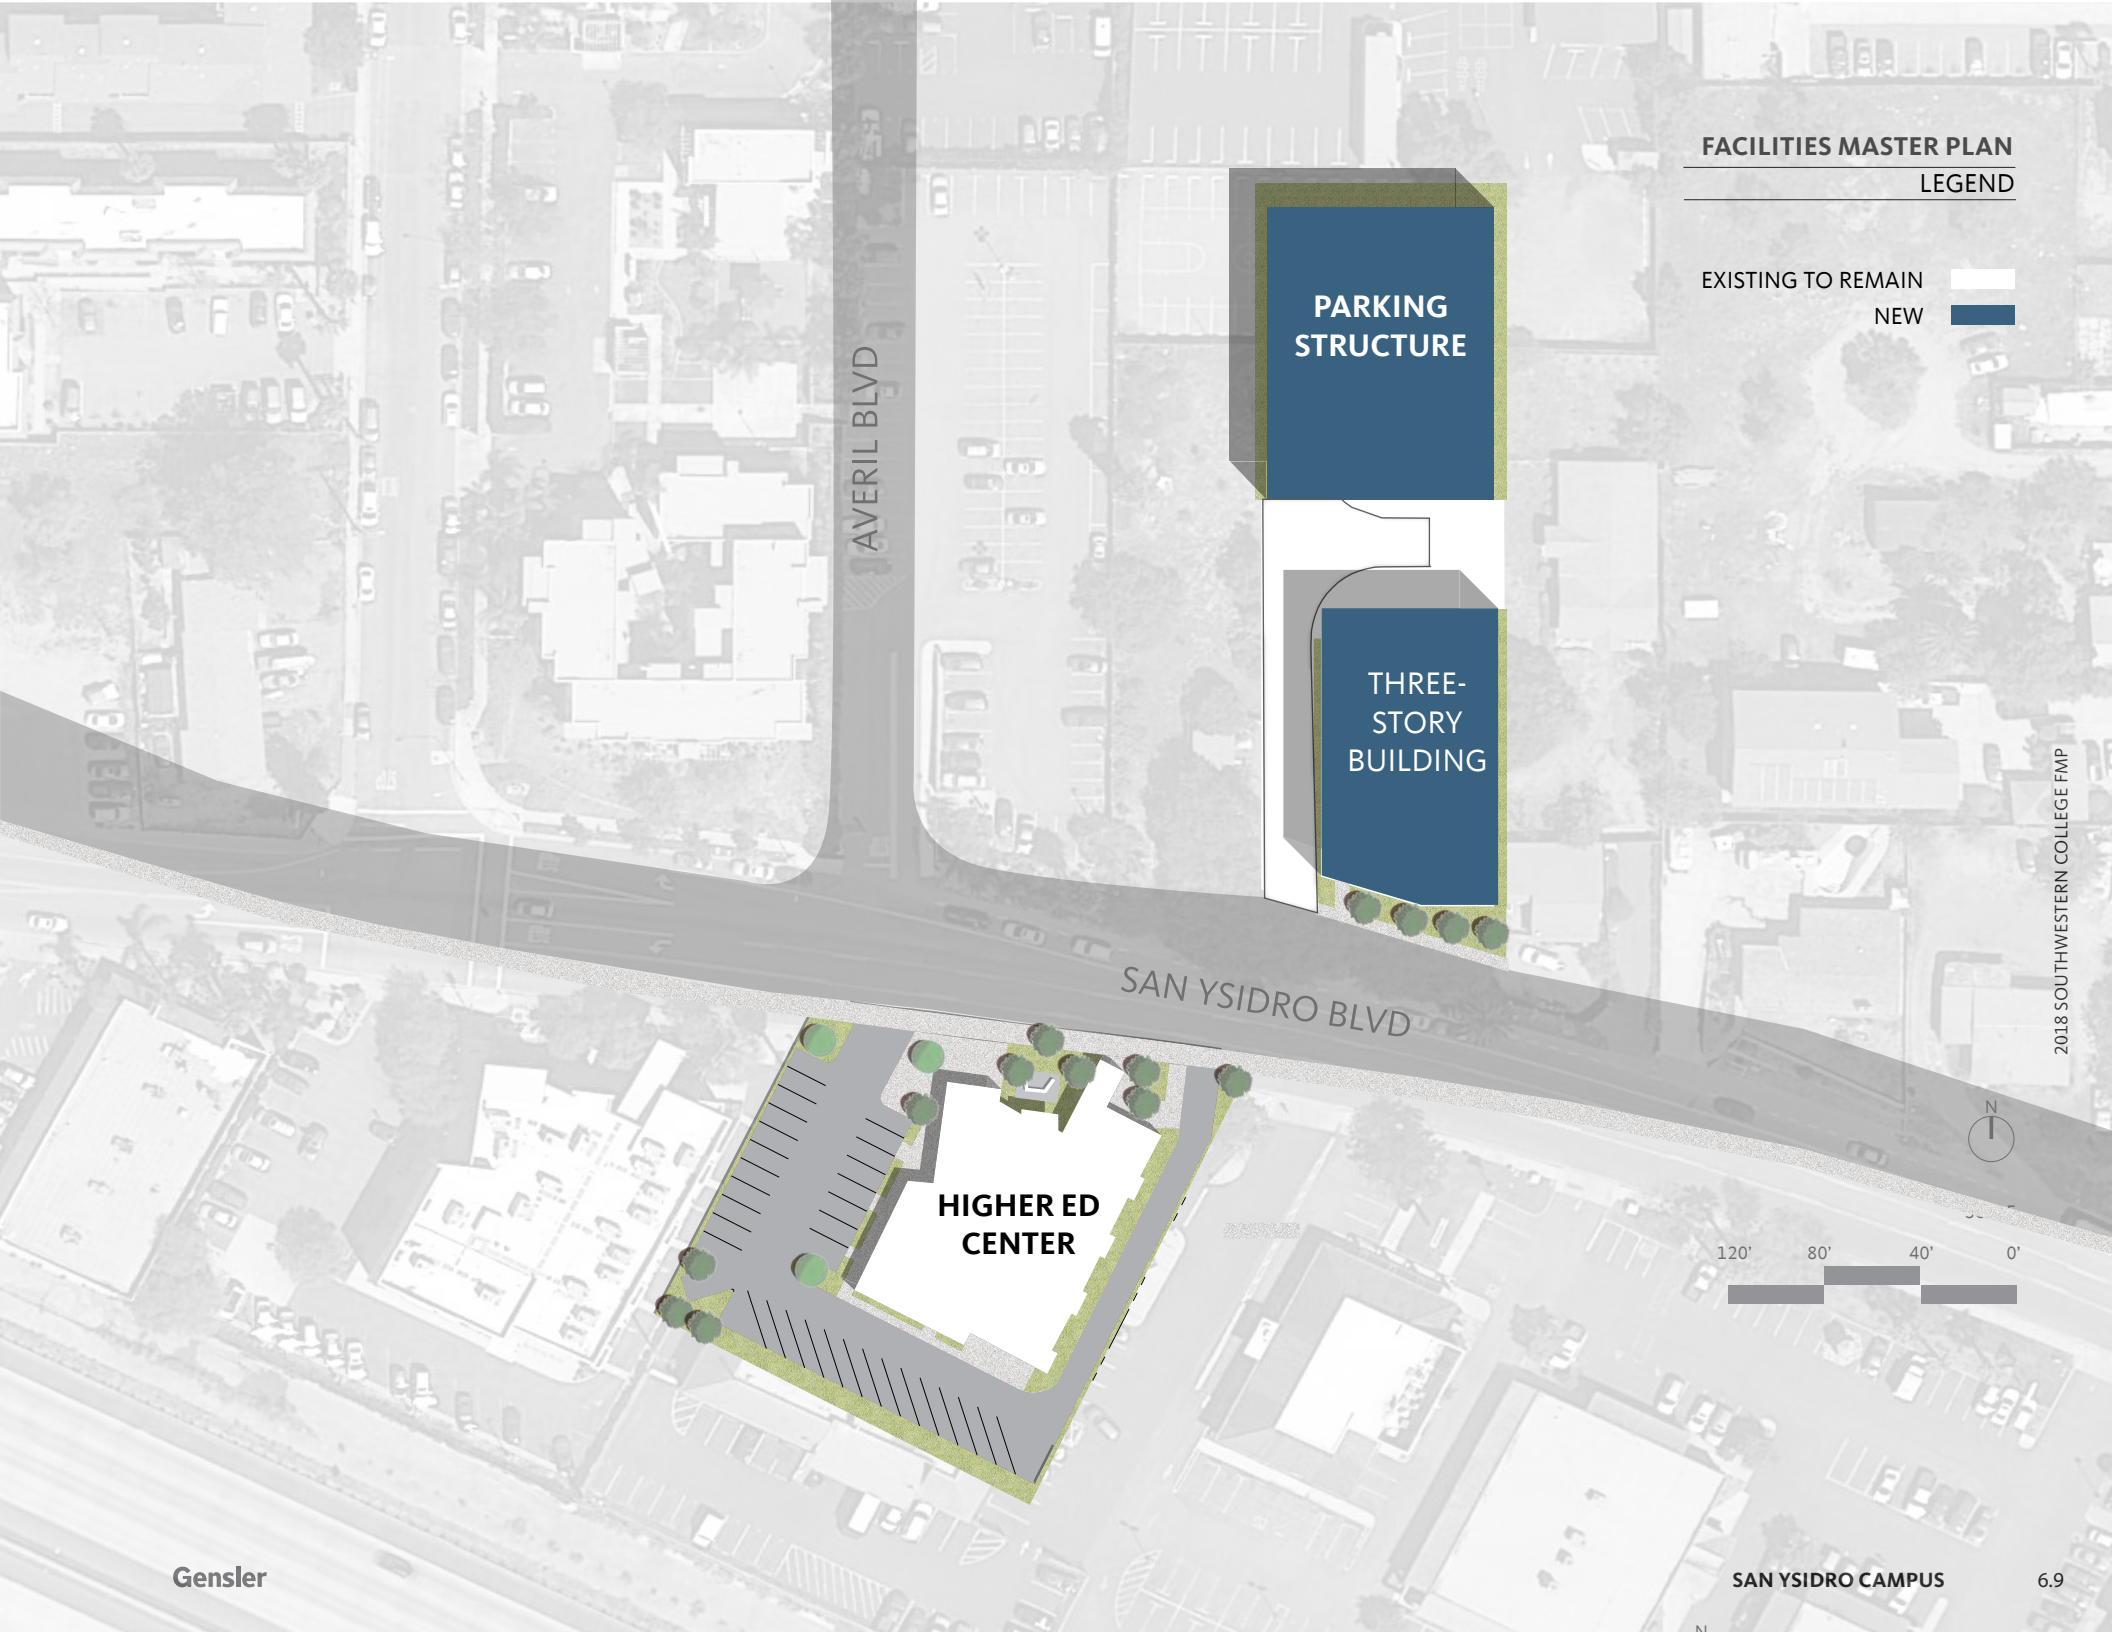 FACILITIES MASTER PLAN
LEGEND
EXISTING TO REMAIN
NEW
PARKING
STRUCTURE
AVERIL BLVD
THREE-
STORY
BUILDING
2018 SOUTHWESTERN COLLEGE FMP
SAN YSIDRO BLVD
N
HIGHER ED
CENTER
120' 80' 40' 0'
Gensler
SAN YSIDRO CAMPUS 6.9
N